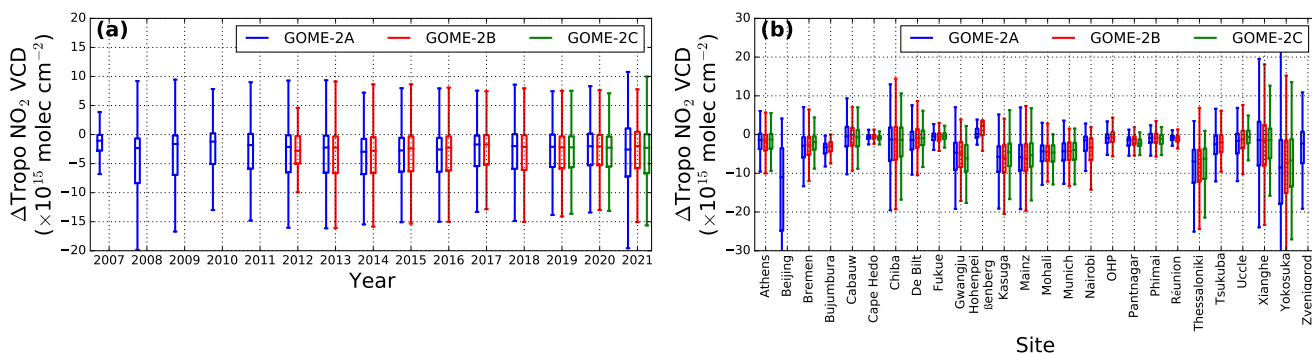 (a)
GOME-2A GOME-2B GOME-2C
ΔTropo NO₂ VCD
(×10¹⁵ molec cm⁻²)
20
15
10
5
0
−5
−10
−15
−20
2007 2008 2009 2010 2011 2012 2013 2014 2015 2016 2017 2018 2019 2020 2021
Year
(b)
GOME-2A GOME-2B GOME-2C
ΔTropo NO₂ VCD
(×10¹⁵ molec cm⁻²)
30
20
10
0
−10
−20
−30
Athens
Beijing
Bremen
Bujumbura
Cabauw
Cape Hedo
Chiba
De Bilt
Fukue
Gwangju
Hohenpei
ßenberg
Kasuga
Mainz
Mohali
Munich
Nairobi
OHP
Pantnagar
Phimai
Réunion
Thessaloniki
Tsukuba
Uccle
Xianghe
Yokosuka
Zvenigorod
Site